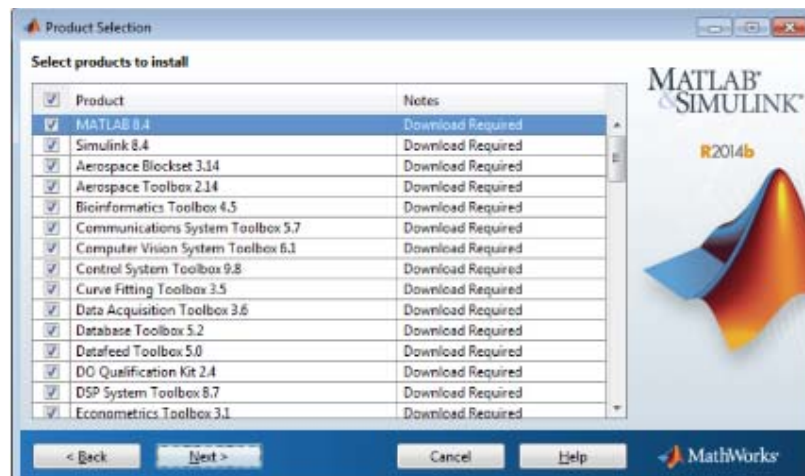 Product Selection
Select products to install
Product Notes
MATLAB 8.4 Download Required
Simulink 8.4 Download Required
Aerospace Blockset 3.14 Download Required
Aerospace Toolbox 2.14 Download Required
Bioinformatics Toolbox 4.5 Download Required
Communications System Toolbox 5.7 Download Required
Computer Vision System Toolbox 6.1 Download Required
Control System Toolbox 9.8 Download Required
Curve Fitting Toolbox 3.5 Download Required
Data Acquisition Toolbox 3.6 Download Required
Database Toolbox 5.2 Download Required
Datafeed Toolbox 5.0 Download Required
DO Qualification Kit 2.4 Download Required
DSP System Toolbox 8.7 Download Required
Econometrics Toolbox 3.1 Download Required
MATLAB®
&SIMULINK®
R2014b
< Back Next > Cancel Help
MathWorks®